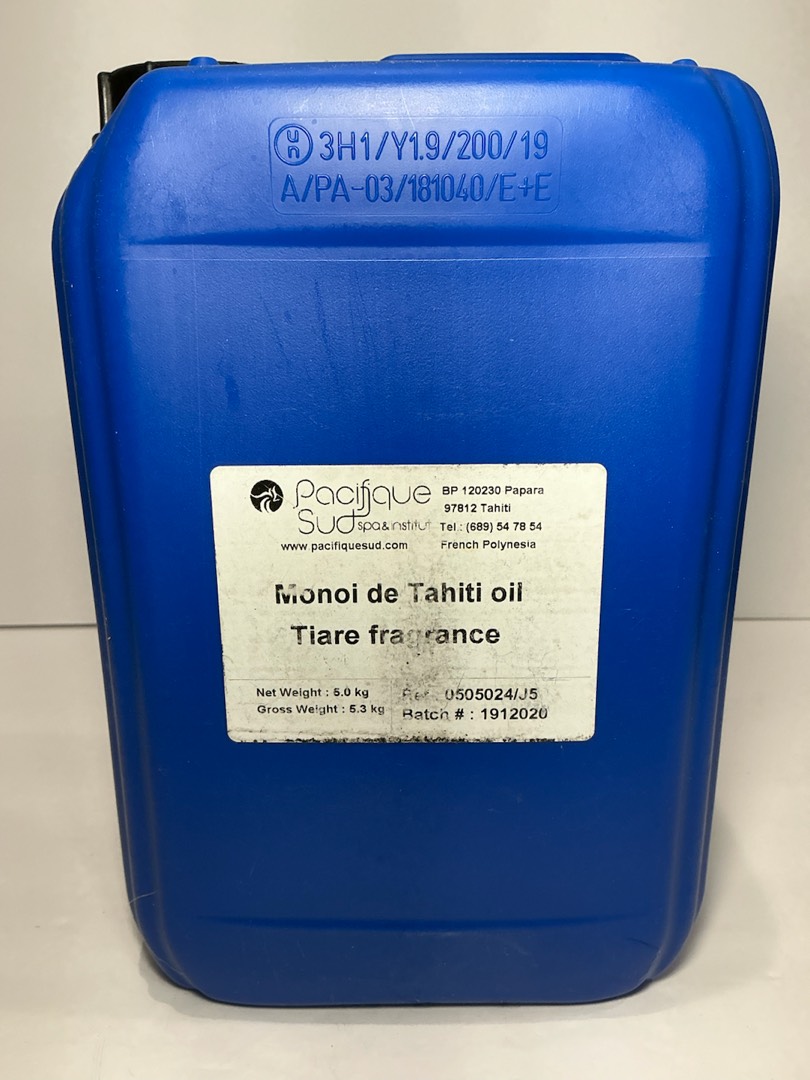 UN 3H1/Y1.9/200/19
A/PA-03/181040/E+E
Pacifique
Sud spa & institut
www.pacifiquesud.com
BP 120230 Papara
97812 Tahiti
Tel.: (689) 54 78 54
French Polynesia
Monoi de Tahiti oil
Tiare fragrance
Net Weight : 5.0 kg
Gross Weight : 5.3 kg
Ref : 0505024/J5
Batch # : 1912020